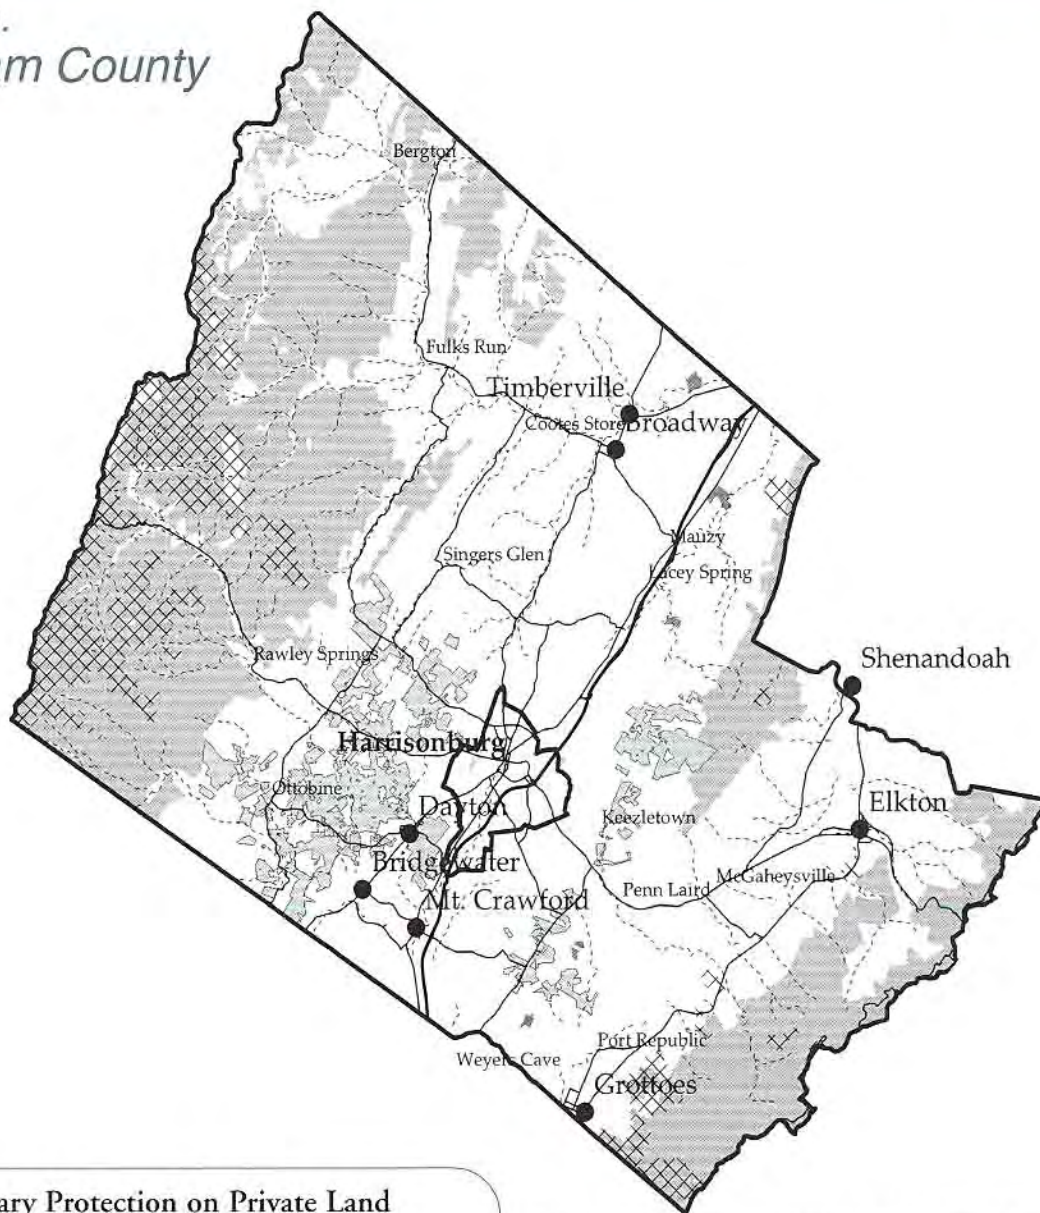 am County
Bergton
Fulks Run
Timberville
Cootes Store
Broadway
Mauzy
Singers Glen
Lacey Spring
Rawley Springs
Shenandoah
Harrisonburg
Ottobine
Dayton
Elkton
Keezletown
Bridgewater
McGaheysville
Penn Laird
Mt. Crawford
Port Republic
Weyers Cave
Grottoes
ary Protection on Private Land